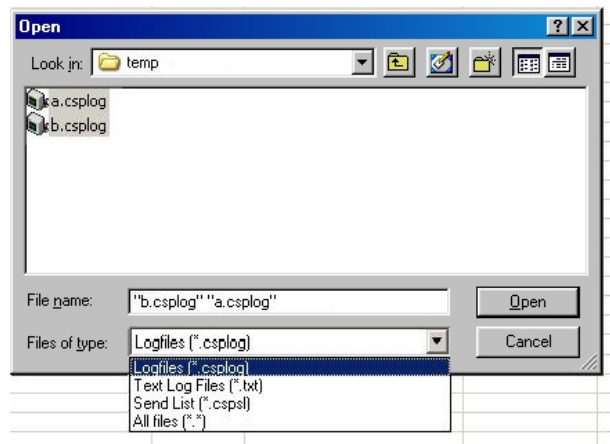 Open
Look in: temp
a.csplog
b.csplog
File name: "b.csplog" "a.csplog" Open
Files of type: Logfiles (*.csplog) Cancel
Logfiles (*.csplog)
Text Log Files (*.txt)
Send List (*.cspsl)
All files (*.*)